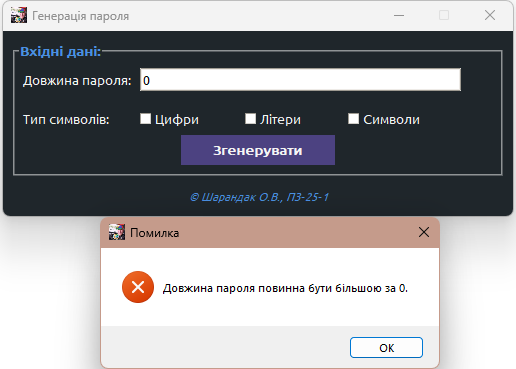 Генерація пароля
Вхідні дані:
Довжина пароля: 0
Тип символів: Цифри Літери Символи
Згенерувати
© Шарандак О.В., ПЗ-25-1
Помилка
Довжина пароля повинна бути більшою за 0.
OK